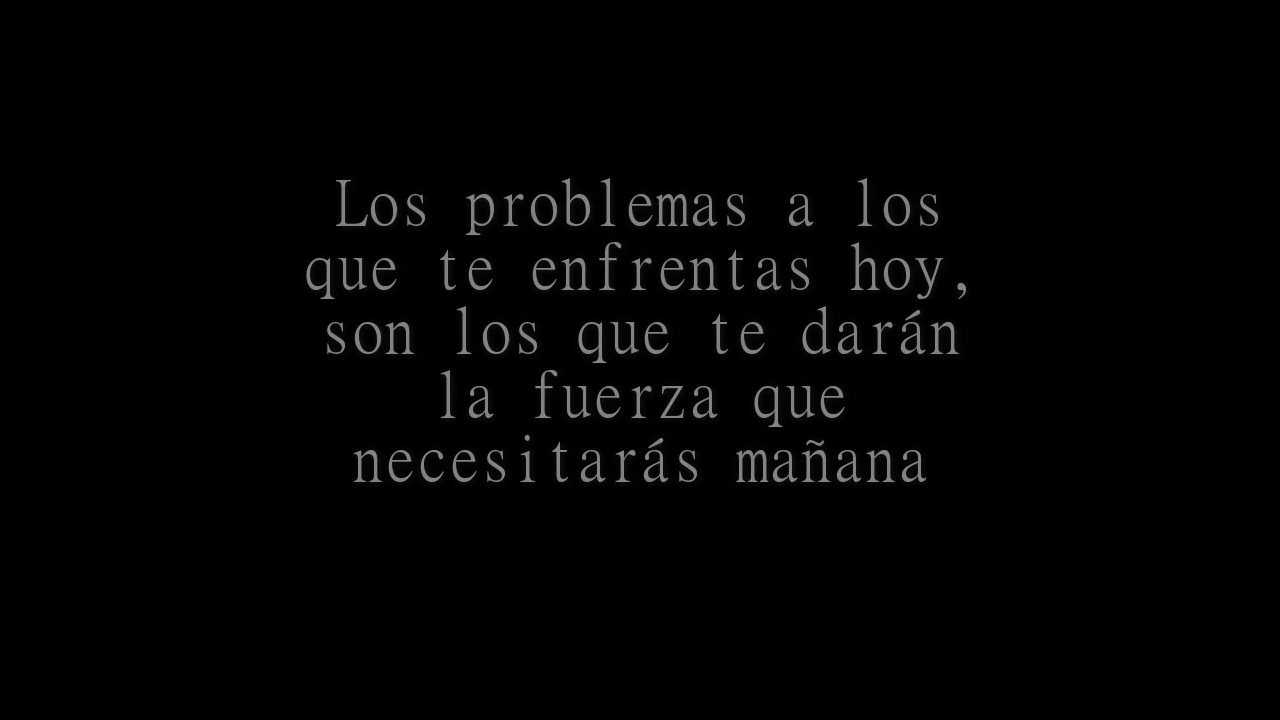 Los problemas a los
que te enfrentas hoy,
son los que te darán
la fuerza que
necesitarás mañana